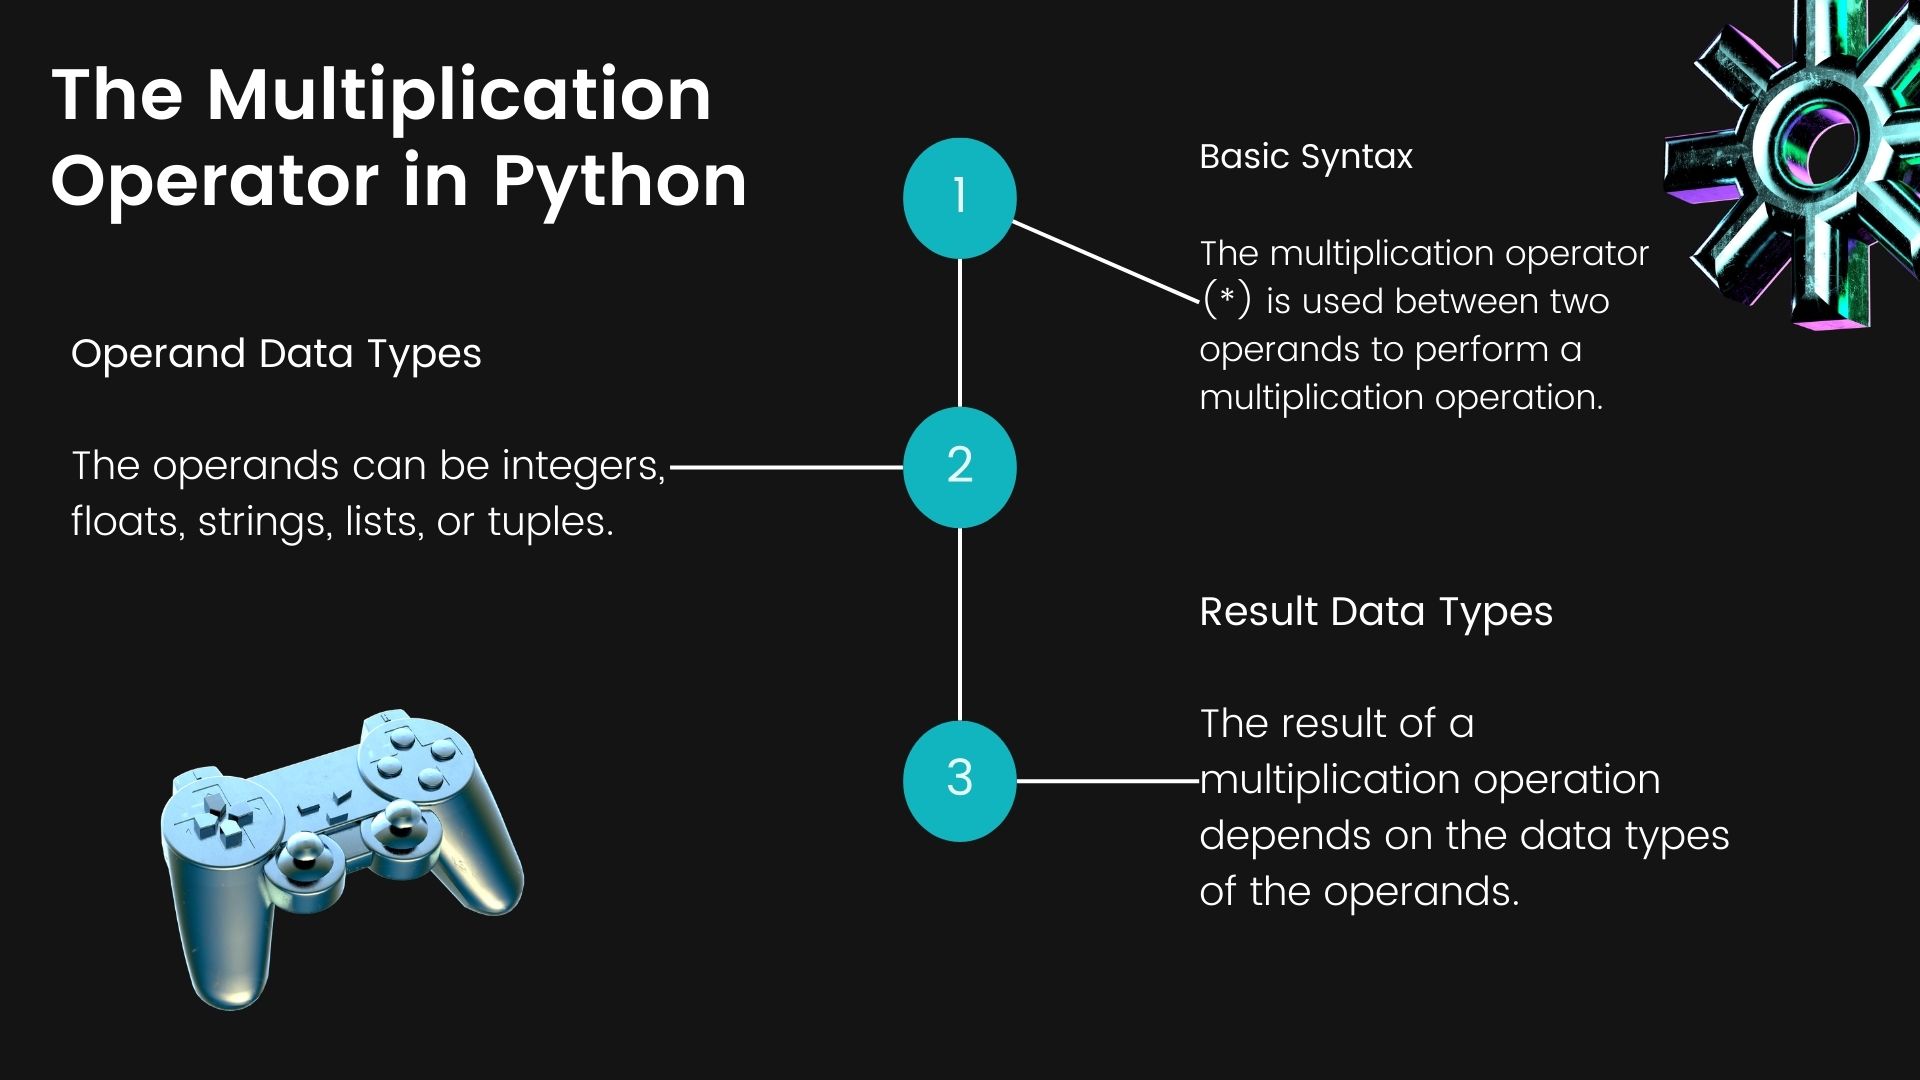 The Multiplication
Operator in Python
1
Basic Syntax
The multiplication operator
(*) is used between two
operands to perform a
multiplication operation.
Operand Data Types
The operands can be integers,
floats, strings, lists, or tuples.
2
Result Data Types
3
The result of a
multiplication operation
depends on the data types
of the operands.